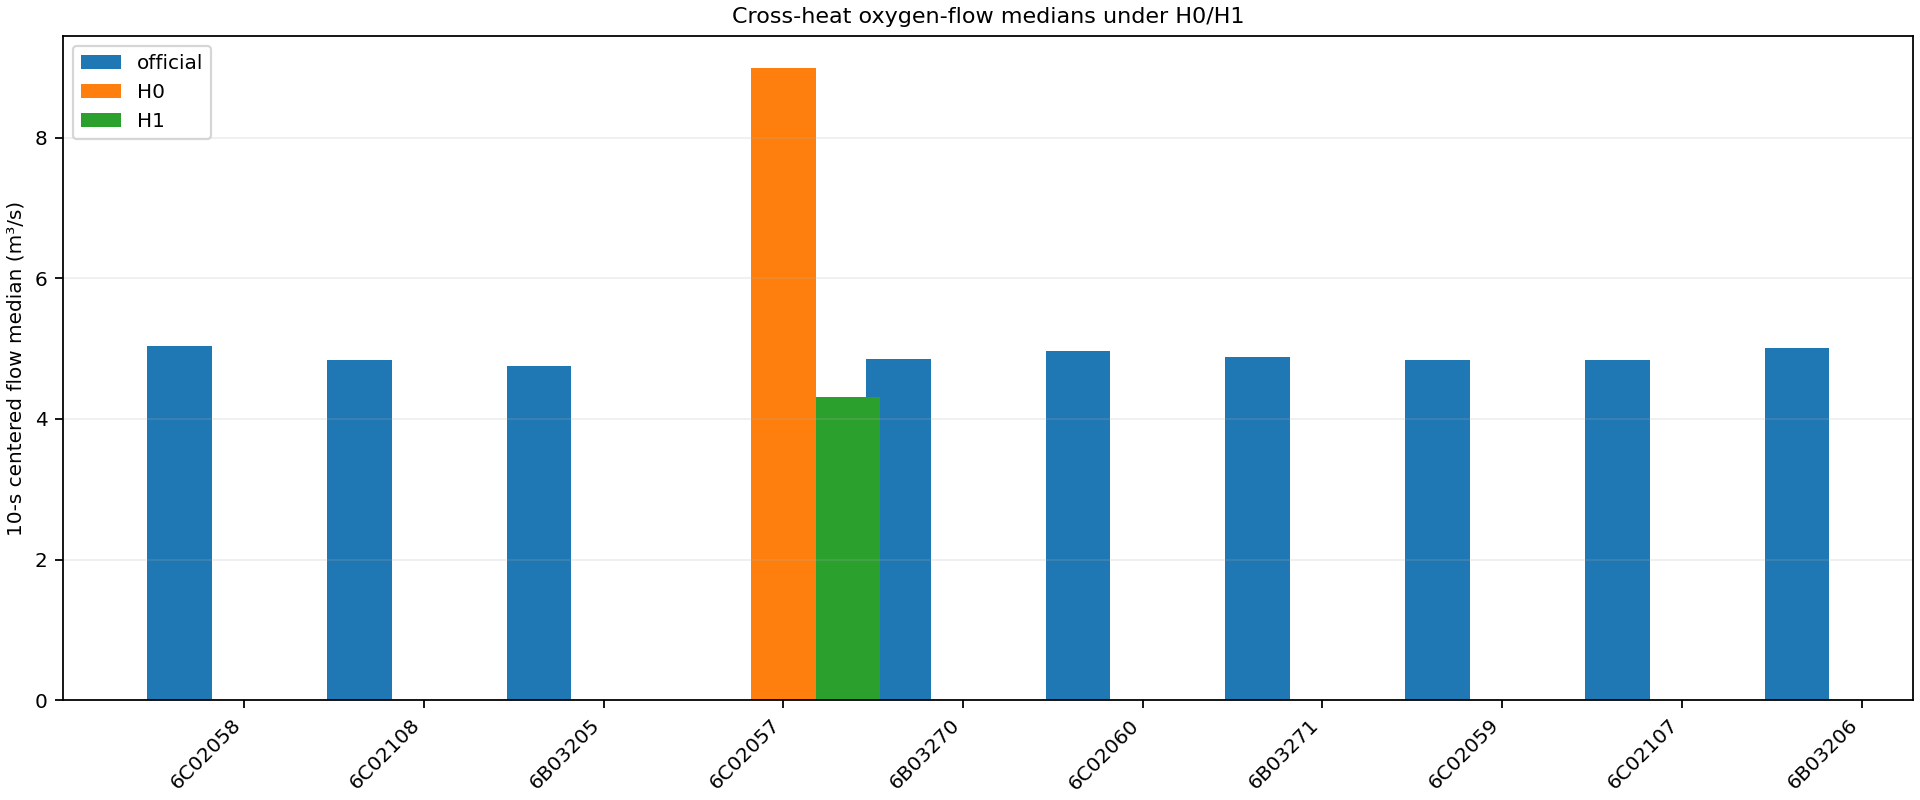 Cross-heat oxygen-flow medians under H0/H1
official
H0
H1
10-s centered flow median (m³/s)
8
6
4
2
0
6C02058
6C02108
6B03205
6C02057
6B03270
6C02060
6B03271
6C02059
6C02107
6B03206